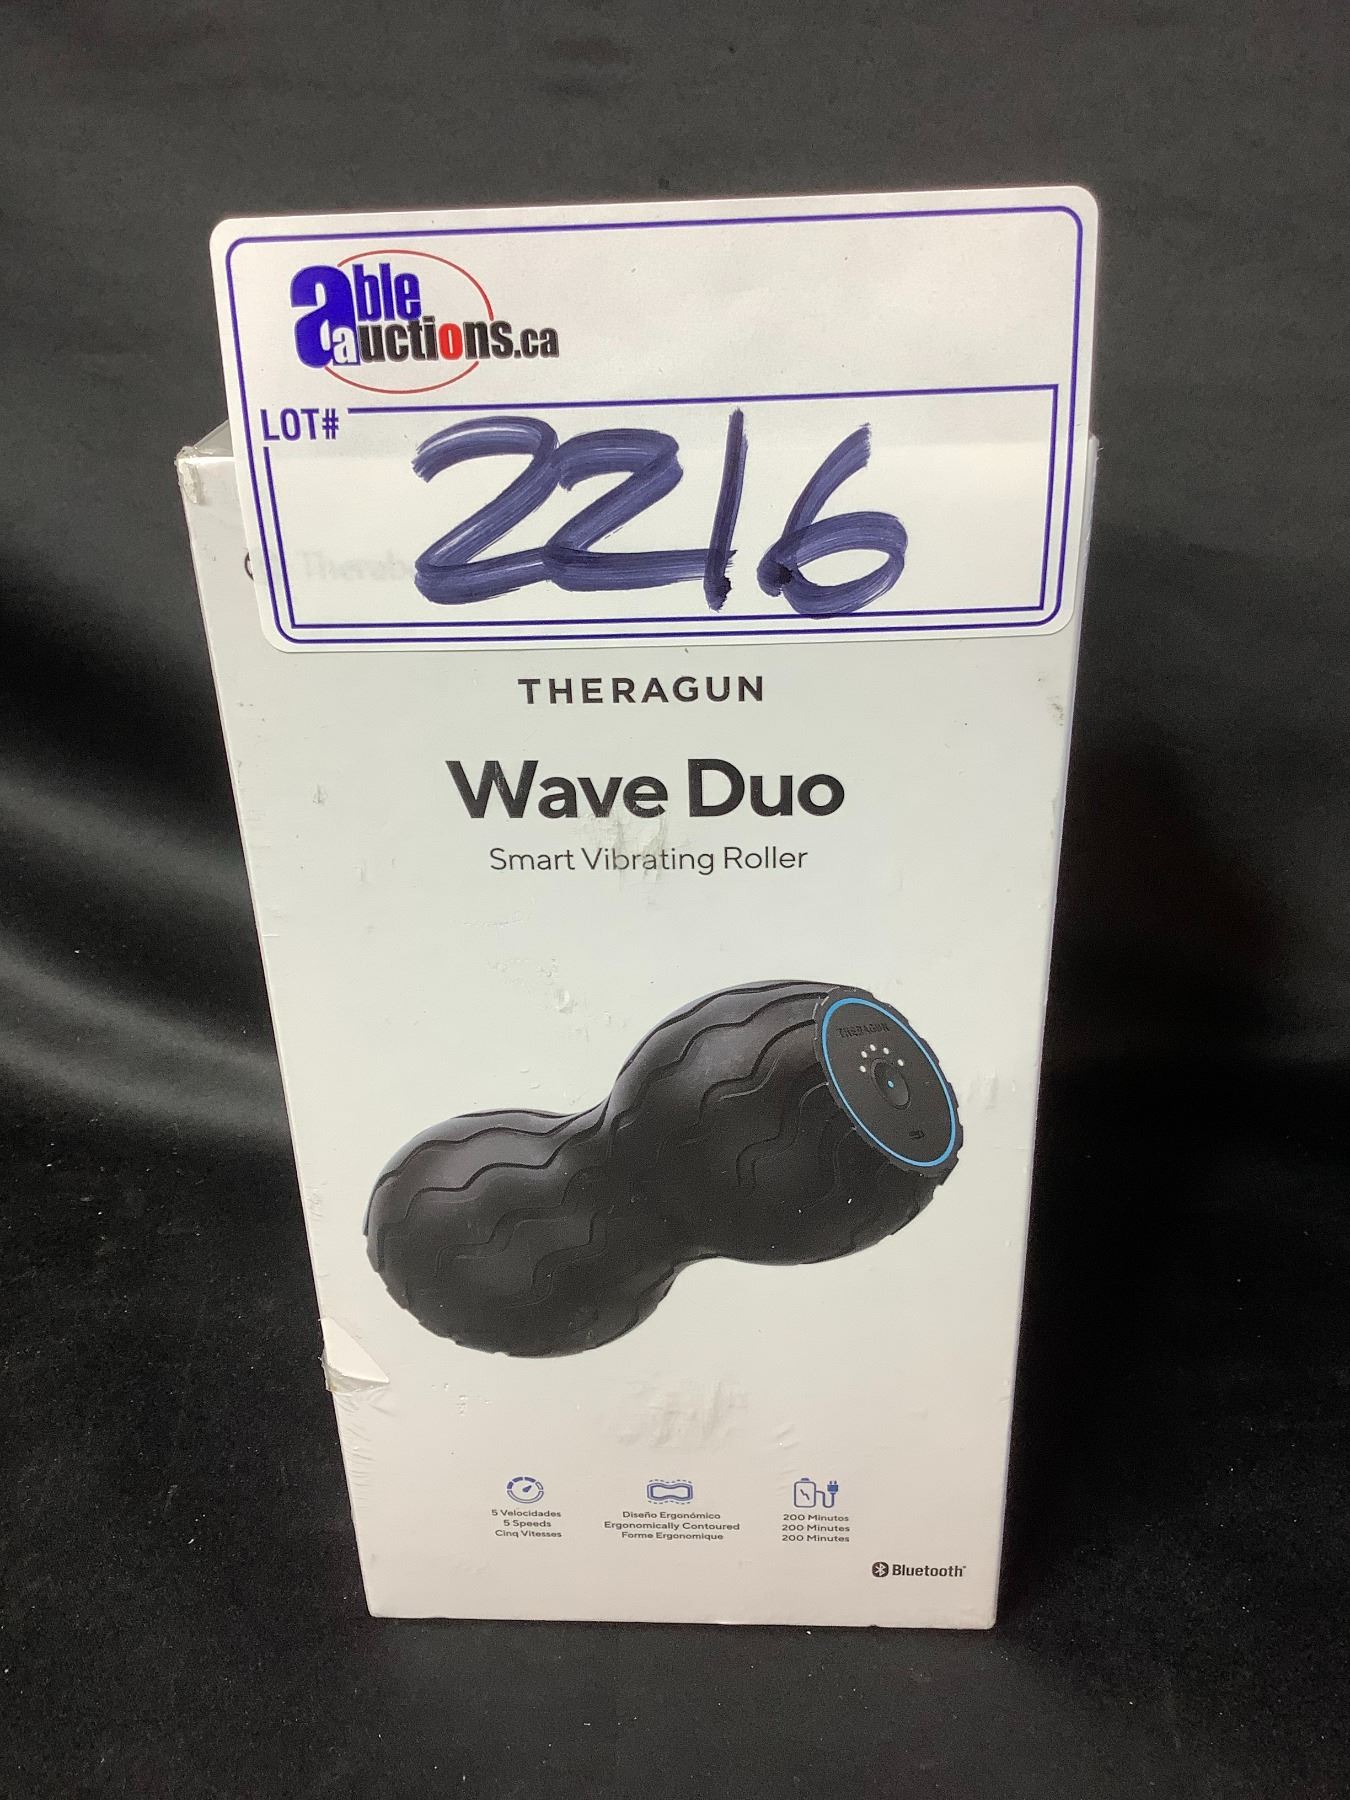 able
auctions.ca
LOT#
2216
Therab
THERAGUN
Wave Duo
Smart Vibrating Roller
THERAGUN
5 Velocidades
5 Speeds
Cinq Vitesses
Diseño Ergonómico
Ergonomically Contoured
Forme Ergonomique
200 Minutos
200 Minutes
200 Minutes
Bluetooth®